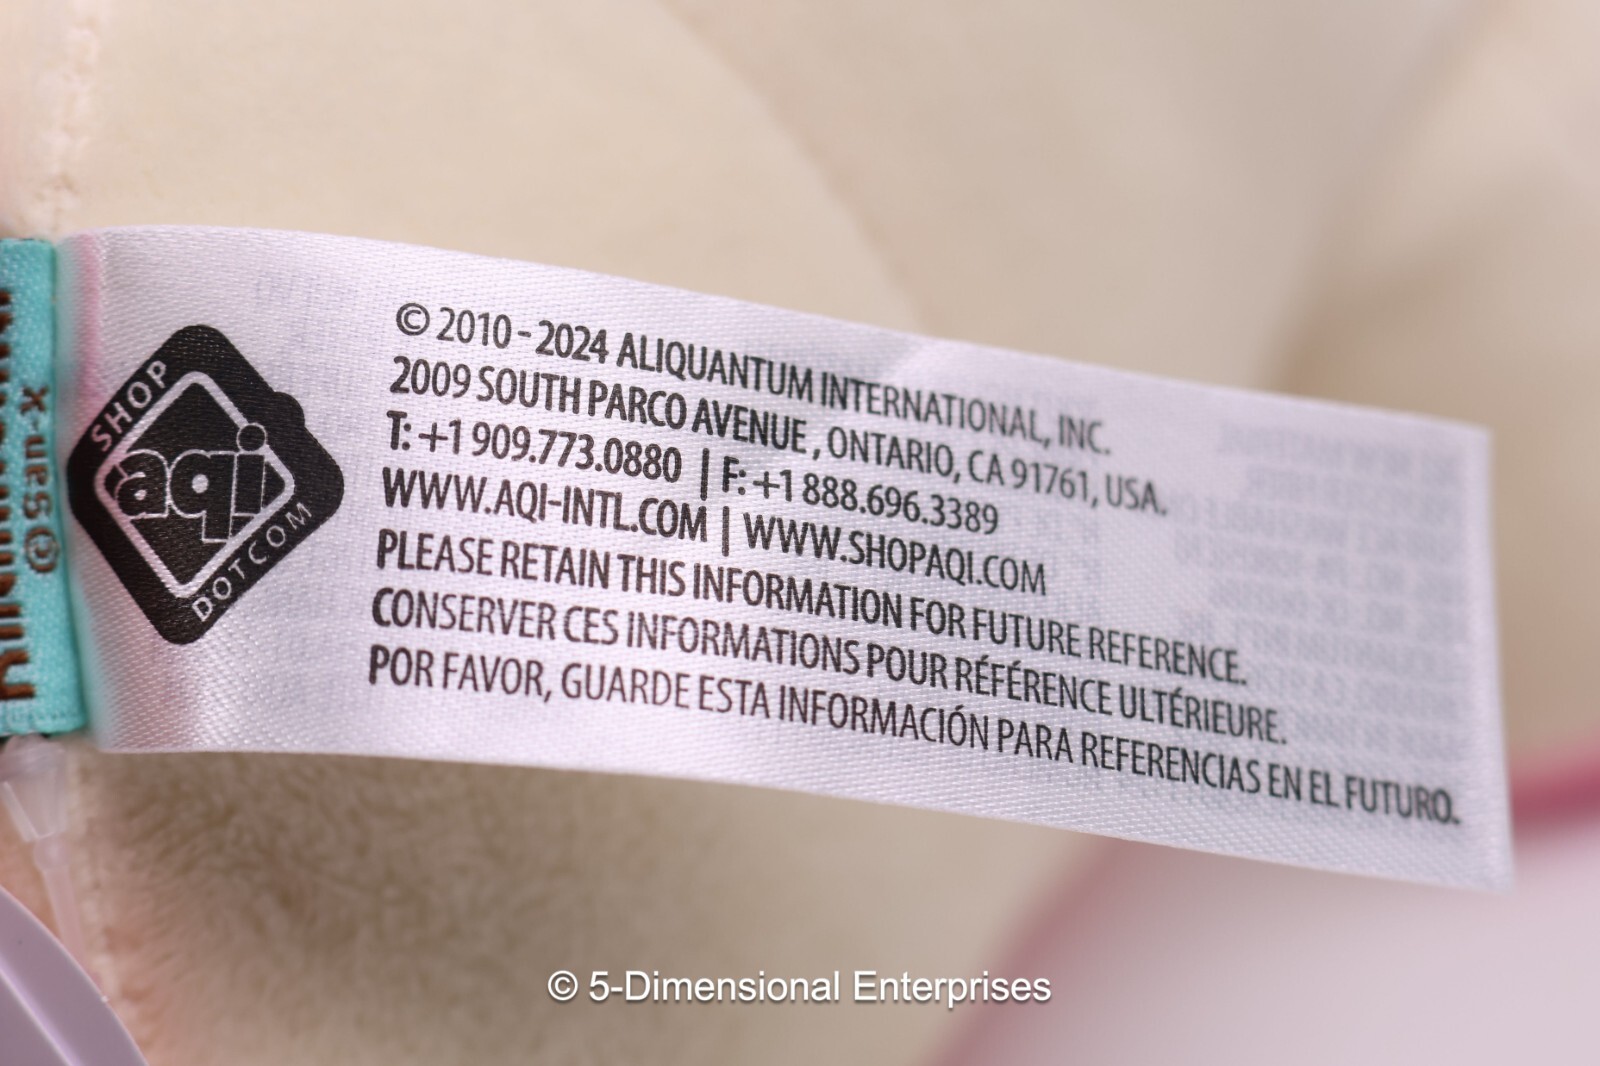 © San-x
SHOP
aqi
DOTCOM
© 2010 - 2024 ALIQUANTUM INTERNATIONAL, INC.
2009 SOUTH PARCO AVENUE , ONTARIO, CA 91761, USA.
T: +1 909.773.0880 | F: +1 888.696.3389
WWW.AQI-INTL.COM | WWW.SHOPAQI.COM
PLEASE RETAIN THIS INFORMATION FOR FUTURE REFERENCE.
CONSERVER CES INFORMATIONS POUR RÉFÉRENCE ULTÉRIEURE.
POR FAVOR, GUARDE ESTA INFORMACIÓN PARA REFERENCIAS EN EL FUTURO.
© 5-Dimensional Enterprises